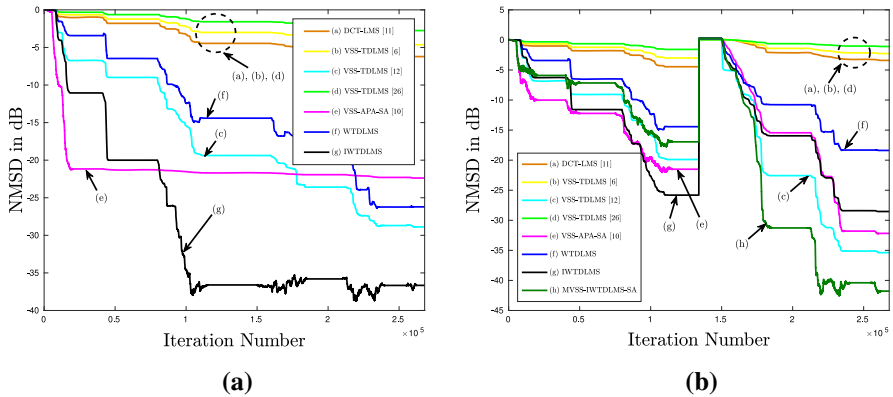 0
-5
-10
-15
-20
-25
-30
-35
-40
NMSD in dB
0 0.5 1 1.5 2 2.5
×10⁵
Iteration Number
(a) DCT-LMS [11]
(b) VSS-TDLMS [6]
(c) VSS-TDLMS [12]
(d) VSS-TDLMS [26]
(e) VSS-APA-SA [10]
(f) WTDLMS
(g) IWTDLMS
(a), (b), (d)
(f)
(c)
(e)
(g)
(a)
5
0
-5
-10
-15
-20
-25
-30
-35
-40
-45
NMSD in dB
0 0.5 1 1.5 2 2.5
×10⁵
Iteration Number
(a) DCT-LMS [11]
(b) VSS-TDLMS [6]
(c) VSS-TDLMS [12]
(d) VSS-TDLMS [26]
(e) VSS-APA-SA [10]
(f) WTDLMS
(g) IWTDLMS
(h) MVSS-IWTDLMS-SA
(a), (b), (d)
(f)
(c)
(e)
(g)
(h)
(b)